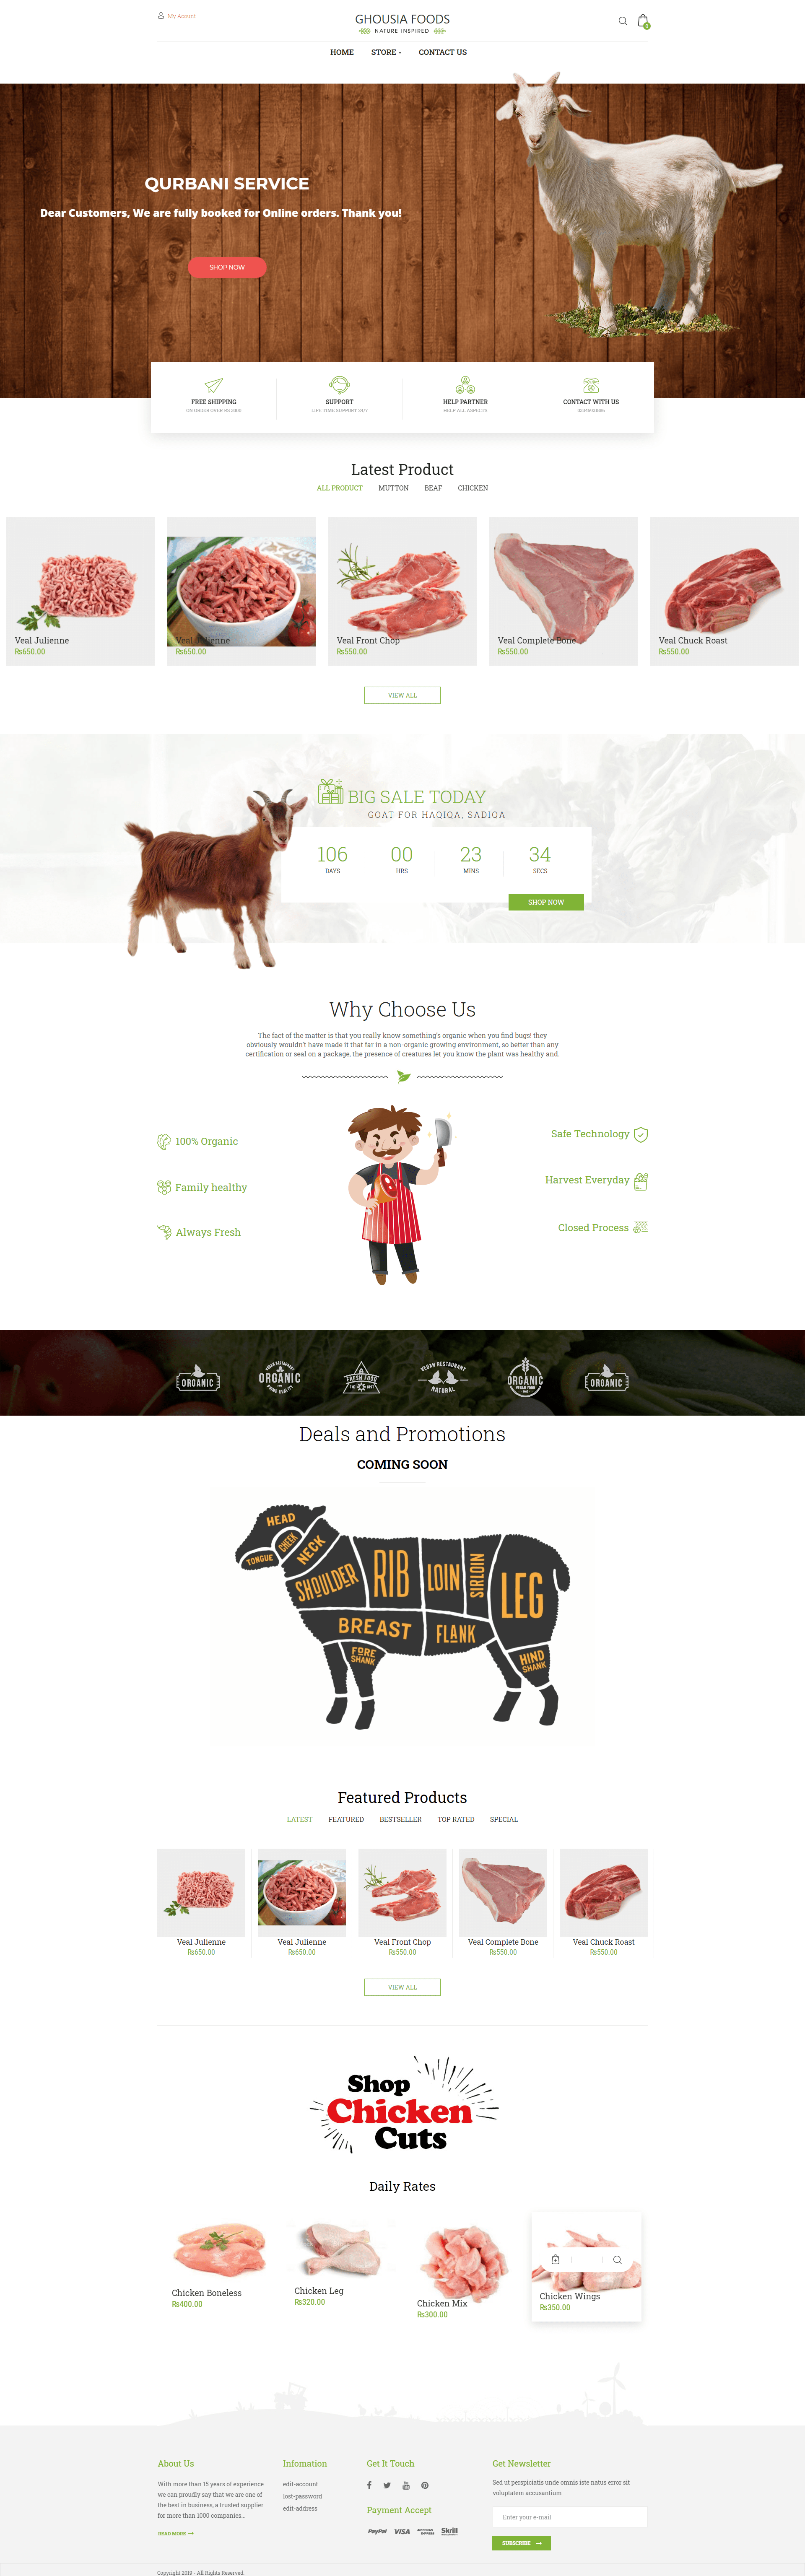 My Acount
GHOUSIA FOODS
NATURE INSPIRED
0
HOME STORE CONTACT US
QURBANI SERVICE
Dear Customers, We are fully booked for Online orders. Thank you!
SHOP NOW
FREE SHIPPING
ON ORDER OVER RS 3000
SUPPORT
LIFE TIME SUPPORT 24/7
HELP PARTNER
HELP ALL ASPECTS
CONTACT WITH US
Latest Product
ALL PRODUCT MUTTON BEAF CHICKEN
Veal Julienne
₨650.00
Veal Julienne
₨650.00
Veal Front Chop
₨550.00
Veal Complete Bone
₨550.00
Veal Chuck Roast
₨550.00
VIEW ALL
BIG SALE TODAY
GOAT FOR HAQIQA, SADIQA
106 00 23 34
DAYS HRS MINS SECS
SHOP NOW
Why Choose Us
The fact of the matter is that you really know something's organic when you find bugs! they
obviously wouldn't have made it that far in a non-organic growing environment, so better than any
certification or seal on a package, the presence of creatures let you know the plant was healthy and.
100% Organic
Family healthy
Always Fresh
Safe Technology
Harvest Everyday
Closed Process
ORGANIC
VEGAN RESTAURANT
ORGANIC
PRIME QUALITY
FRESH FOOD
THE BEST
VEGAN RESTAURANT
NATURAL
ORGANIC
VEGAN FOOD
ORGANIC
Deals and Promotions
COMING SOON
HEAD
TONGUE
CHEEK
NECK
SHOULDER
RIB
LOIN
SIRLOIN
LEG
BREAST
FLANK
FORE
SHANK
HIND
SHANK
Featured Products
LATEST FEATURED BESTSELLER TOP RATED SPECIAL
Veal Julienne
₨650.00
Veal Julienne
₨650.00
Veal Front Chop
₨550.00
Veal Complete Bone
₨550.00
Veal Chuck Roast
₨550.00
VIEW ALL
Shop
Chicken
Cuts
Daily Rates
Chicken Boneless
₨400.00
Chicken Leg
₨320.00
Chicken Mix
₨300.00
Chicken Wings
₨350.00
About Us
With more than 15 years of experience
we can proudly say that we are one of
the best in business, a trusted supplier
for more than 1000 companies...
READ MORE
Infomation
edit-account
lost-password
edit-address
Get It Touch
Payment Accept
PayPal VISA AMERICAN EXPRESS Skrill
Get Newsletter
Sed ut perspiciatis unde omnis iste natus error sit
voluptatem accusantium
Enter your e-mail
SUBSCRIBE
Copyright 2019 - All Rights Reserved.